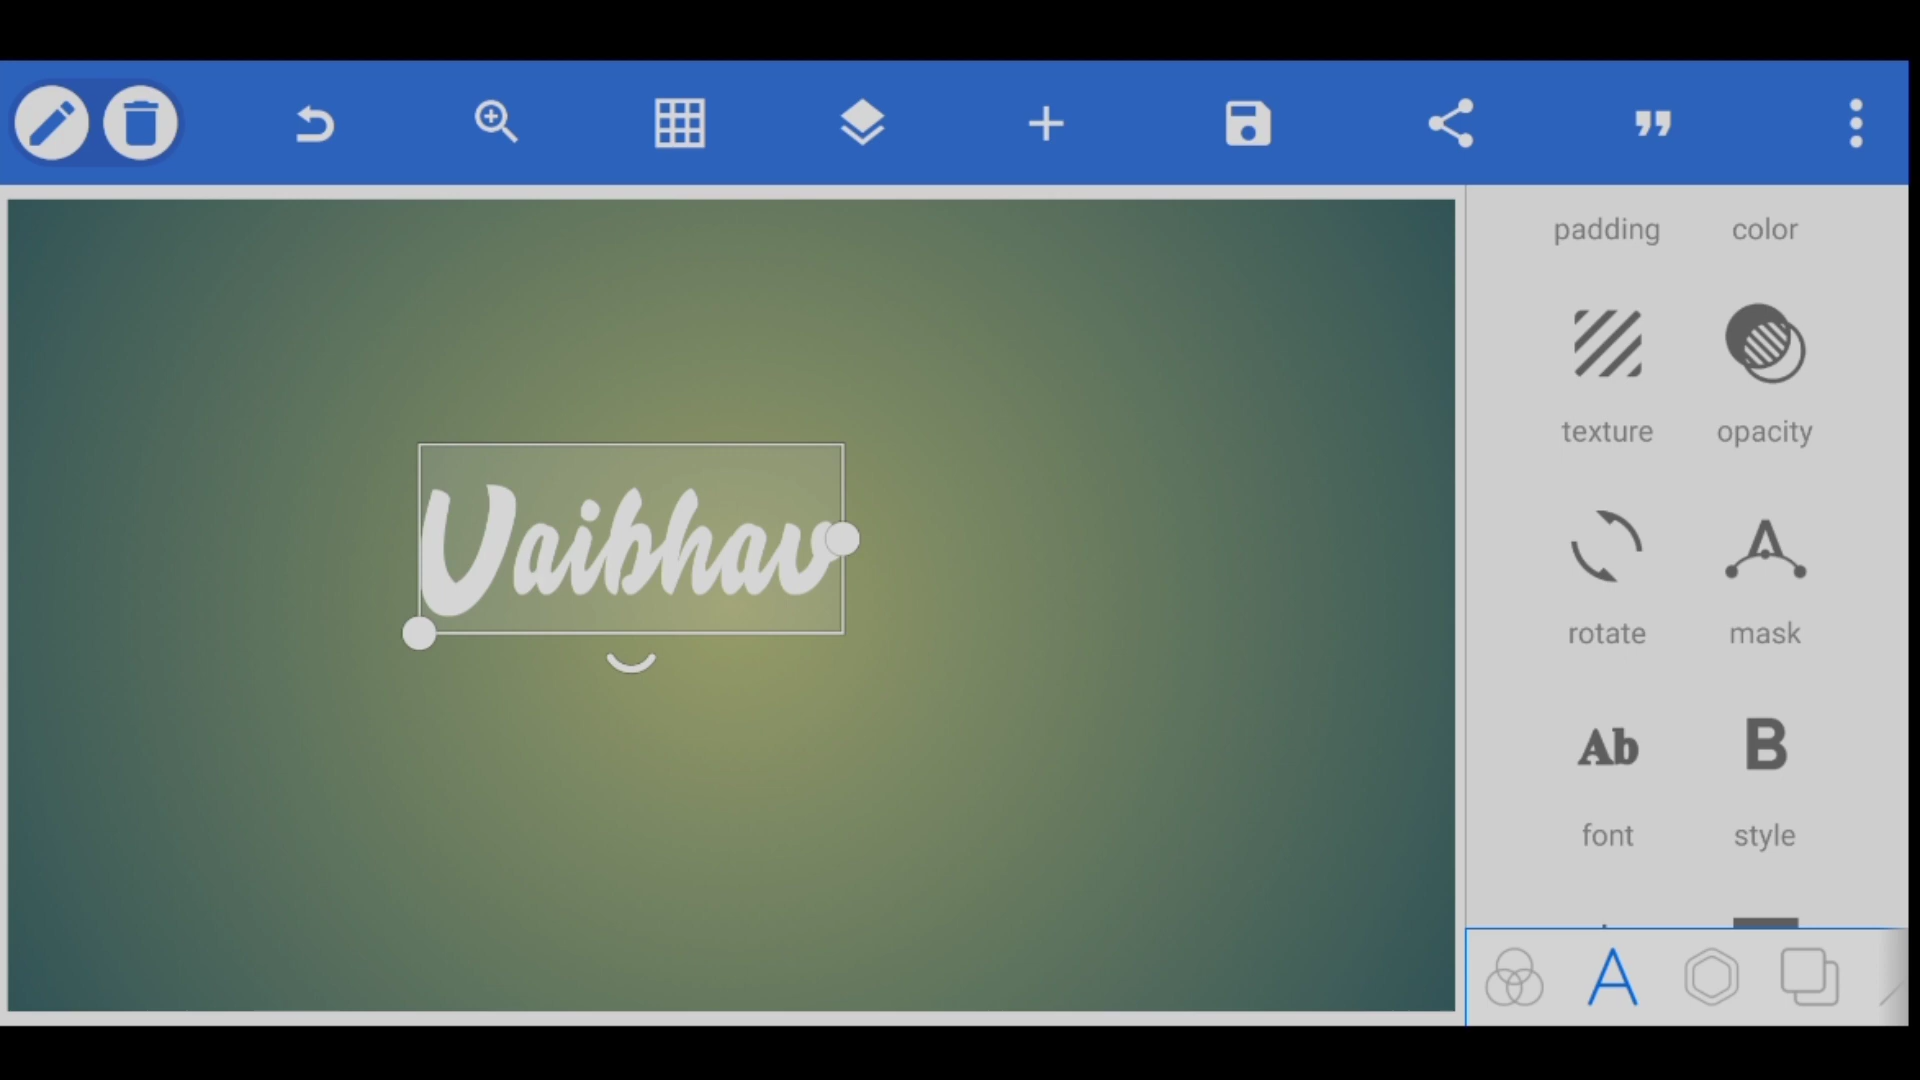 padding color
texture opacity
Vaibhav
rotate mask
Ab B
font style
A